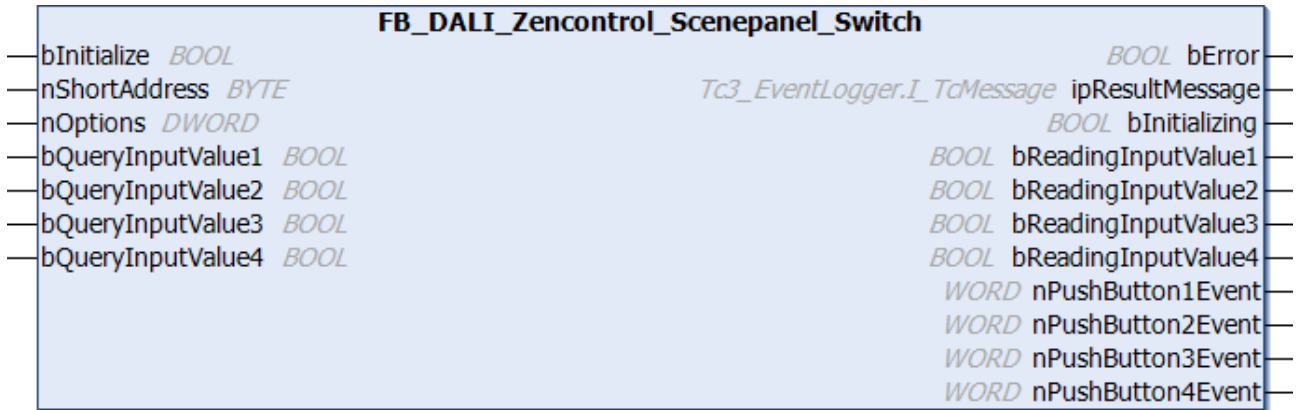 FB_DALI_Zencontrol_Scenepanel_Switch
bInitialize BOOL BOOL bError
nShortAddress BYTE Tc3_EventLogger.I_TcMessage ipResultMessage
nOptions DWORD BOOL bInitializing
bQueryInputValue1 BOOL BOOL bReadingInputValue1
bQueryInputValue2 BOOL BOOL bReadingInputValue2
bQueryInputValue3 BOOL BOOL bReadingInputValue3
bQueryInputValue4 BOOL BOOL bReadingInputValue4
WORD nPushButton1Event
WORD nPushButton2Event
WORD nPushButton3Event
WORD nPushButton4Event